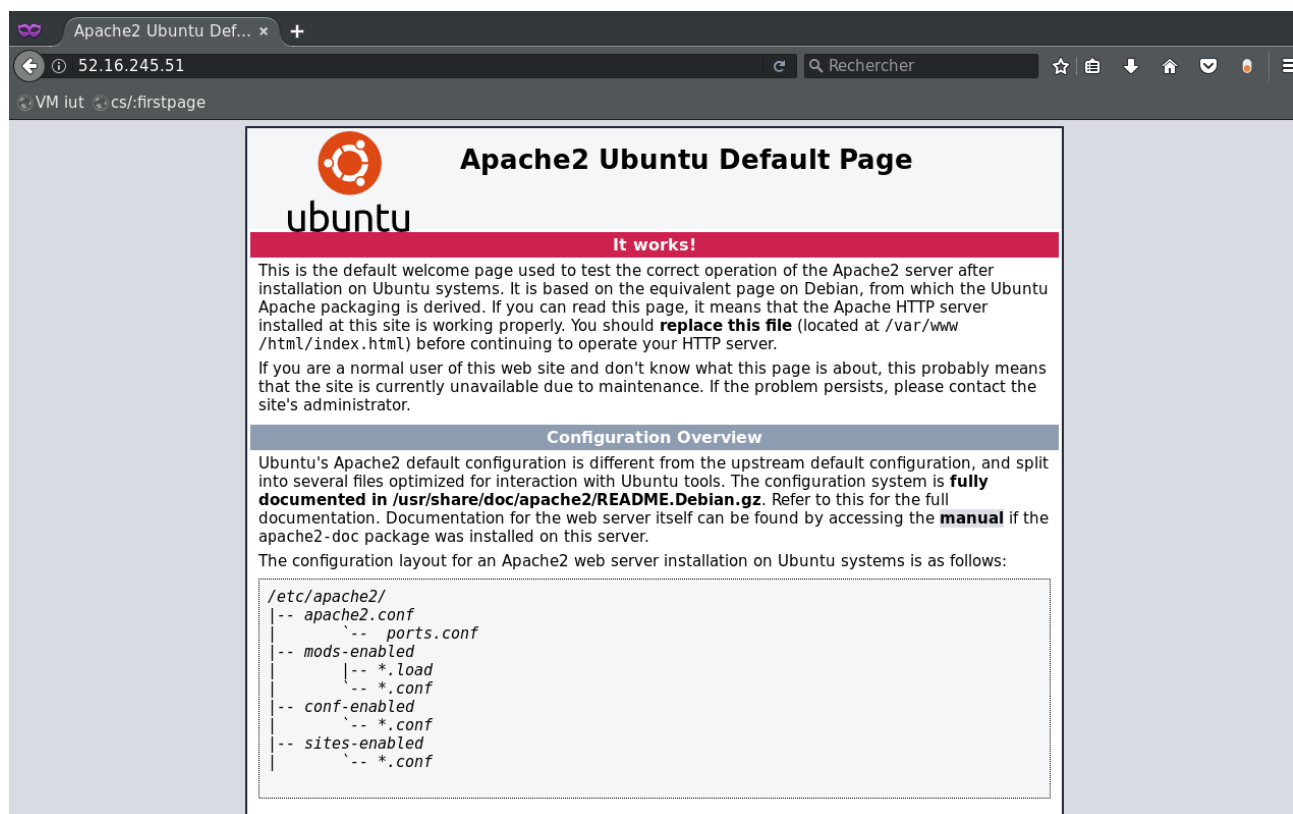 Apache2 Ubuntu Def... × +
52.16.245.51 Rechercher
VM iut cs/:firstpage
ubuntu
Apache2 Ubuntu Default Page
It works!
This is the default welcome page used to test the correct operation of the Apache2 server after
installation on Ubuntu systems. It is based on the equivalent page on Debian, from which the Ubuntu
Apache packaging is derived. If you can read this page, it means that the Apache HTTP server
installed at this site is working properly. You should replace this file (located at /var/www
/html/index.html) before continuing to operate your HTTP server.
If you are a normal user of this web site and don't know what this page is about, this probably means
that the site is currently unavailable due to maintenance. If the problem persists, please contact the
site's administrator.
Configuration Overview
Ubuntu's Apache2 default configuration is different from the upstream default configuration, and split
into several files optimized for interaction with Ubuntu tools. The configuration system is fully
documented in /usr/share/doc/apache2/README.Debian.gz. Refer to this for the full
documentation. Documentation for the web server itself can be found by accessing the manual if the
apache2-doc package was installed on this server.
The configuration layout for an Apache2 web server installation on Ubuntu systems is as follows:
/etc/apache2/
|-- apache2.conf
|       `--  ports.conf
|-- mods-enabled
|       |-- *.load
|       `-- *.conf
|-- conf-enabled
|       `-- *.conf
|-- sites-enabled
|       `-- *.conf